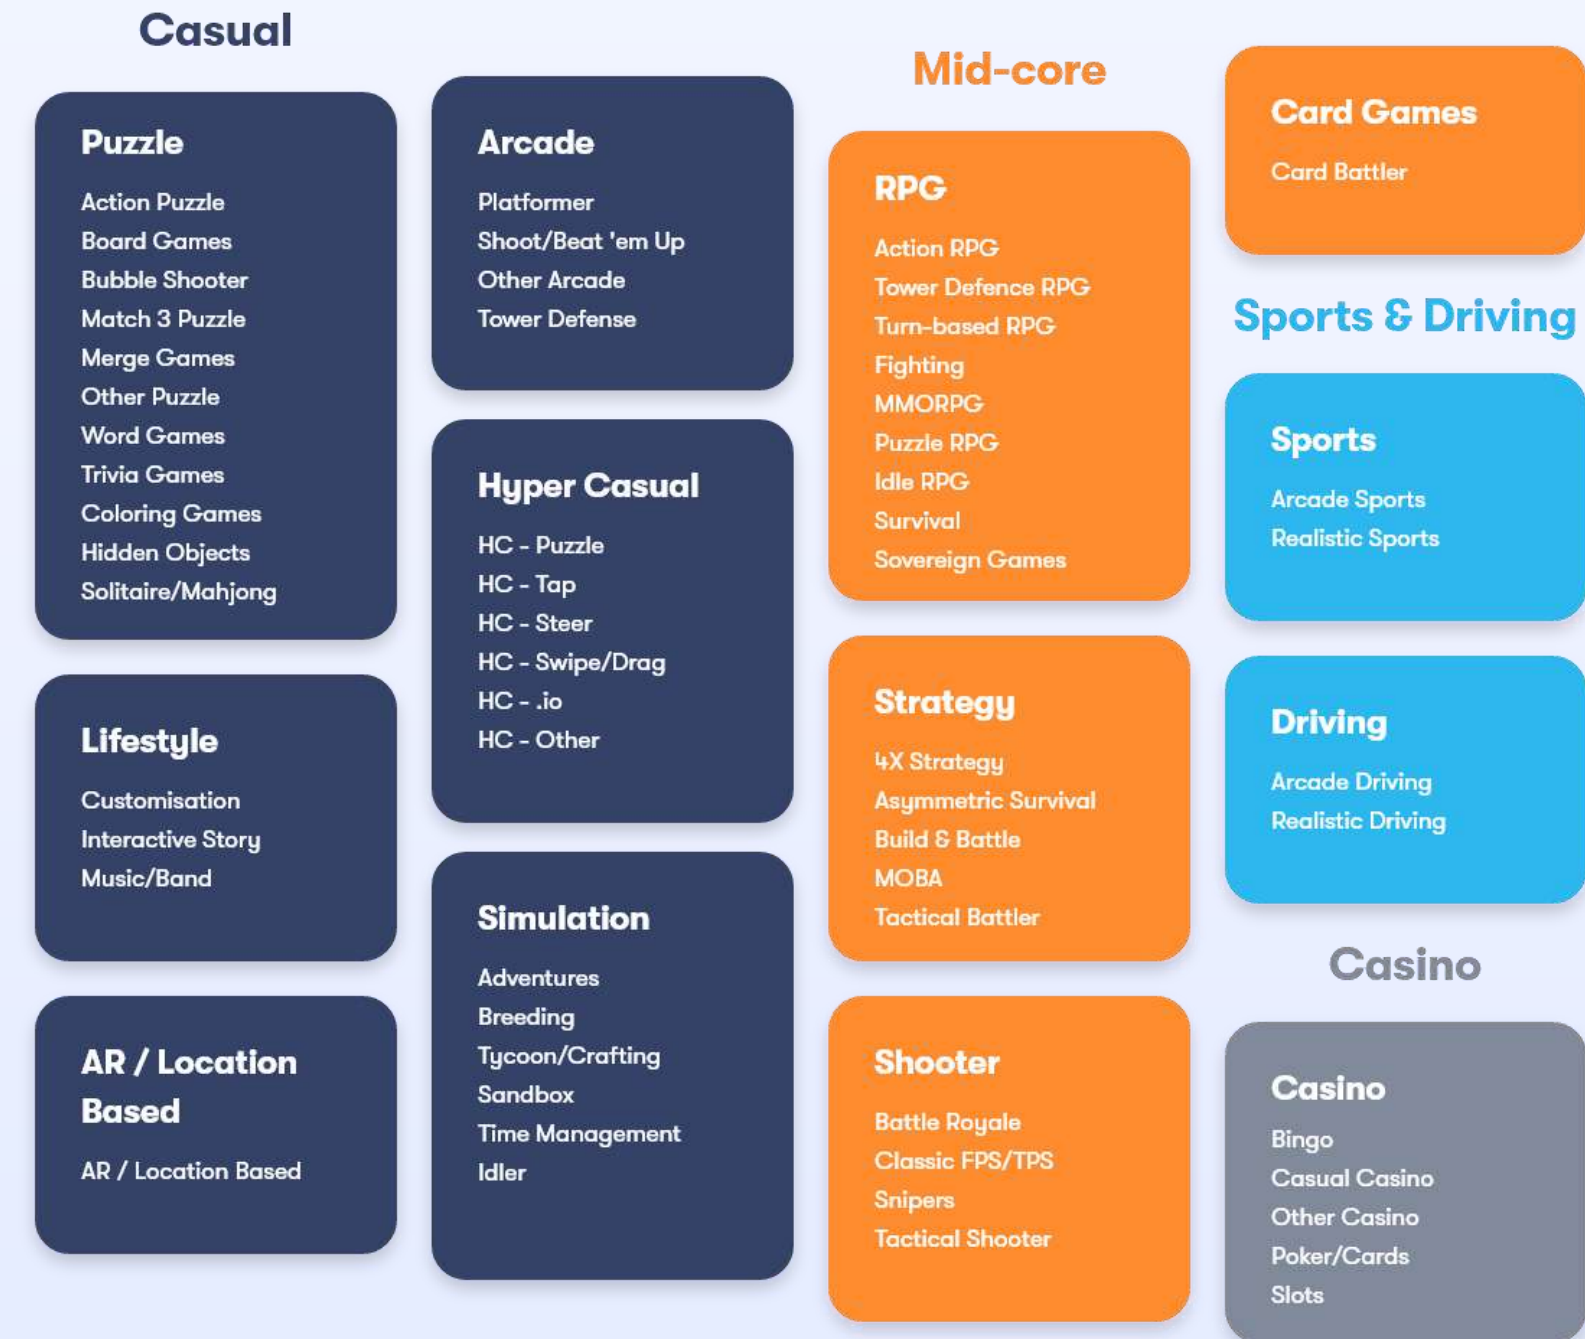 Casual
Puzzle
Action Puzzle
Board Games
Bubble Shooter
Match 3 Puzzle
Merge Games
Other Puzzle
Word Games
Trivia Games
Coloring Games
Hidden Objects
Solitaire/Mahjong
Lifestyle
Customisation
Interactive Story
Music/Band
AR / Location
Based
AR / Location Based
Arcade
Platformer
Shoot/Beat 'em Up
Other Arcade
Tower Defense
Hyper Casual
HC - Puzzle
HC - Tap
HC - Steer
HC - Swipe/Drag
HC - .io
HC - Other
Simulation
Adventures
Breeding
Tycoon/Crafting
Sandbox
Time Management
Idler
Mid-core
RPG
Action RPG
Tower Defence RPG
Turn-based RPG
Fighting
MMORPG
Puzzle RPG
Idle RPG
Survival
Sovereign Games
Strategy
4X Strategy
Asymmetric Survival
Build & Battle
MOBA
Tactical Battler
Shooter
Battle Royale
Classic FPS/TPS
Snipers
Tactical Shooter
Card Games
Card Battler
Sports & Driving
Sports
Arcade Sports
Realistic Sports
Driving
Arcade Driving
Realistic Driving
Casino
Casino
Bingo
Casual Casino
Other Casino
Poker/Cards
Slots